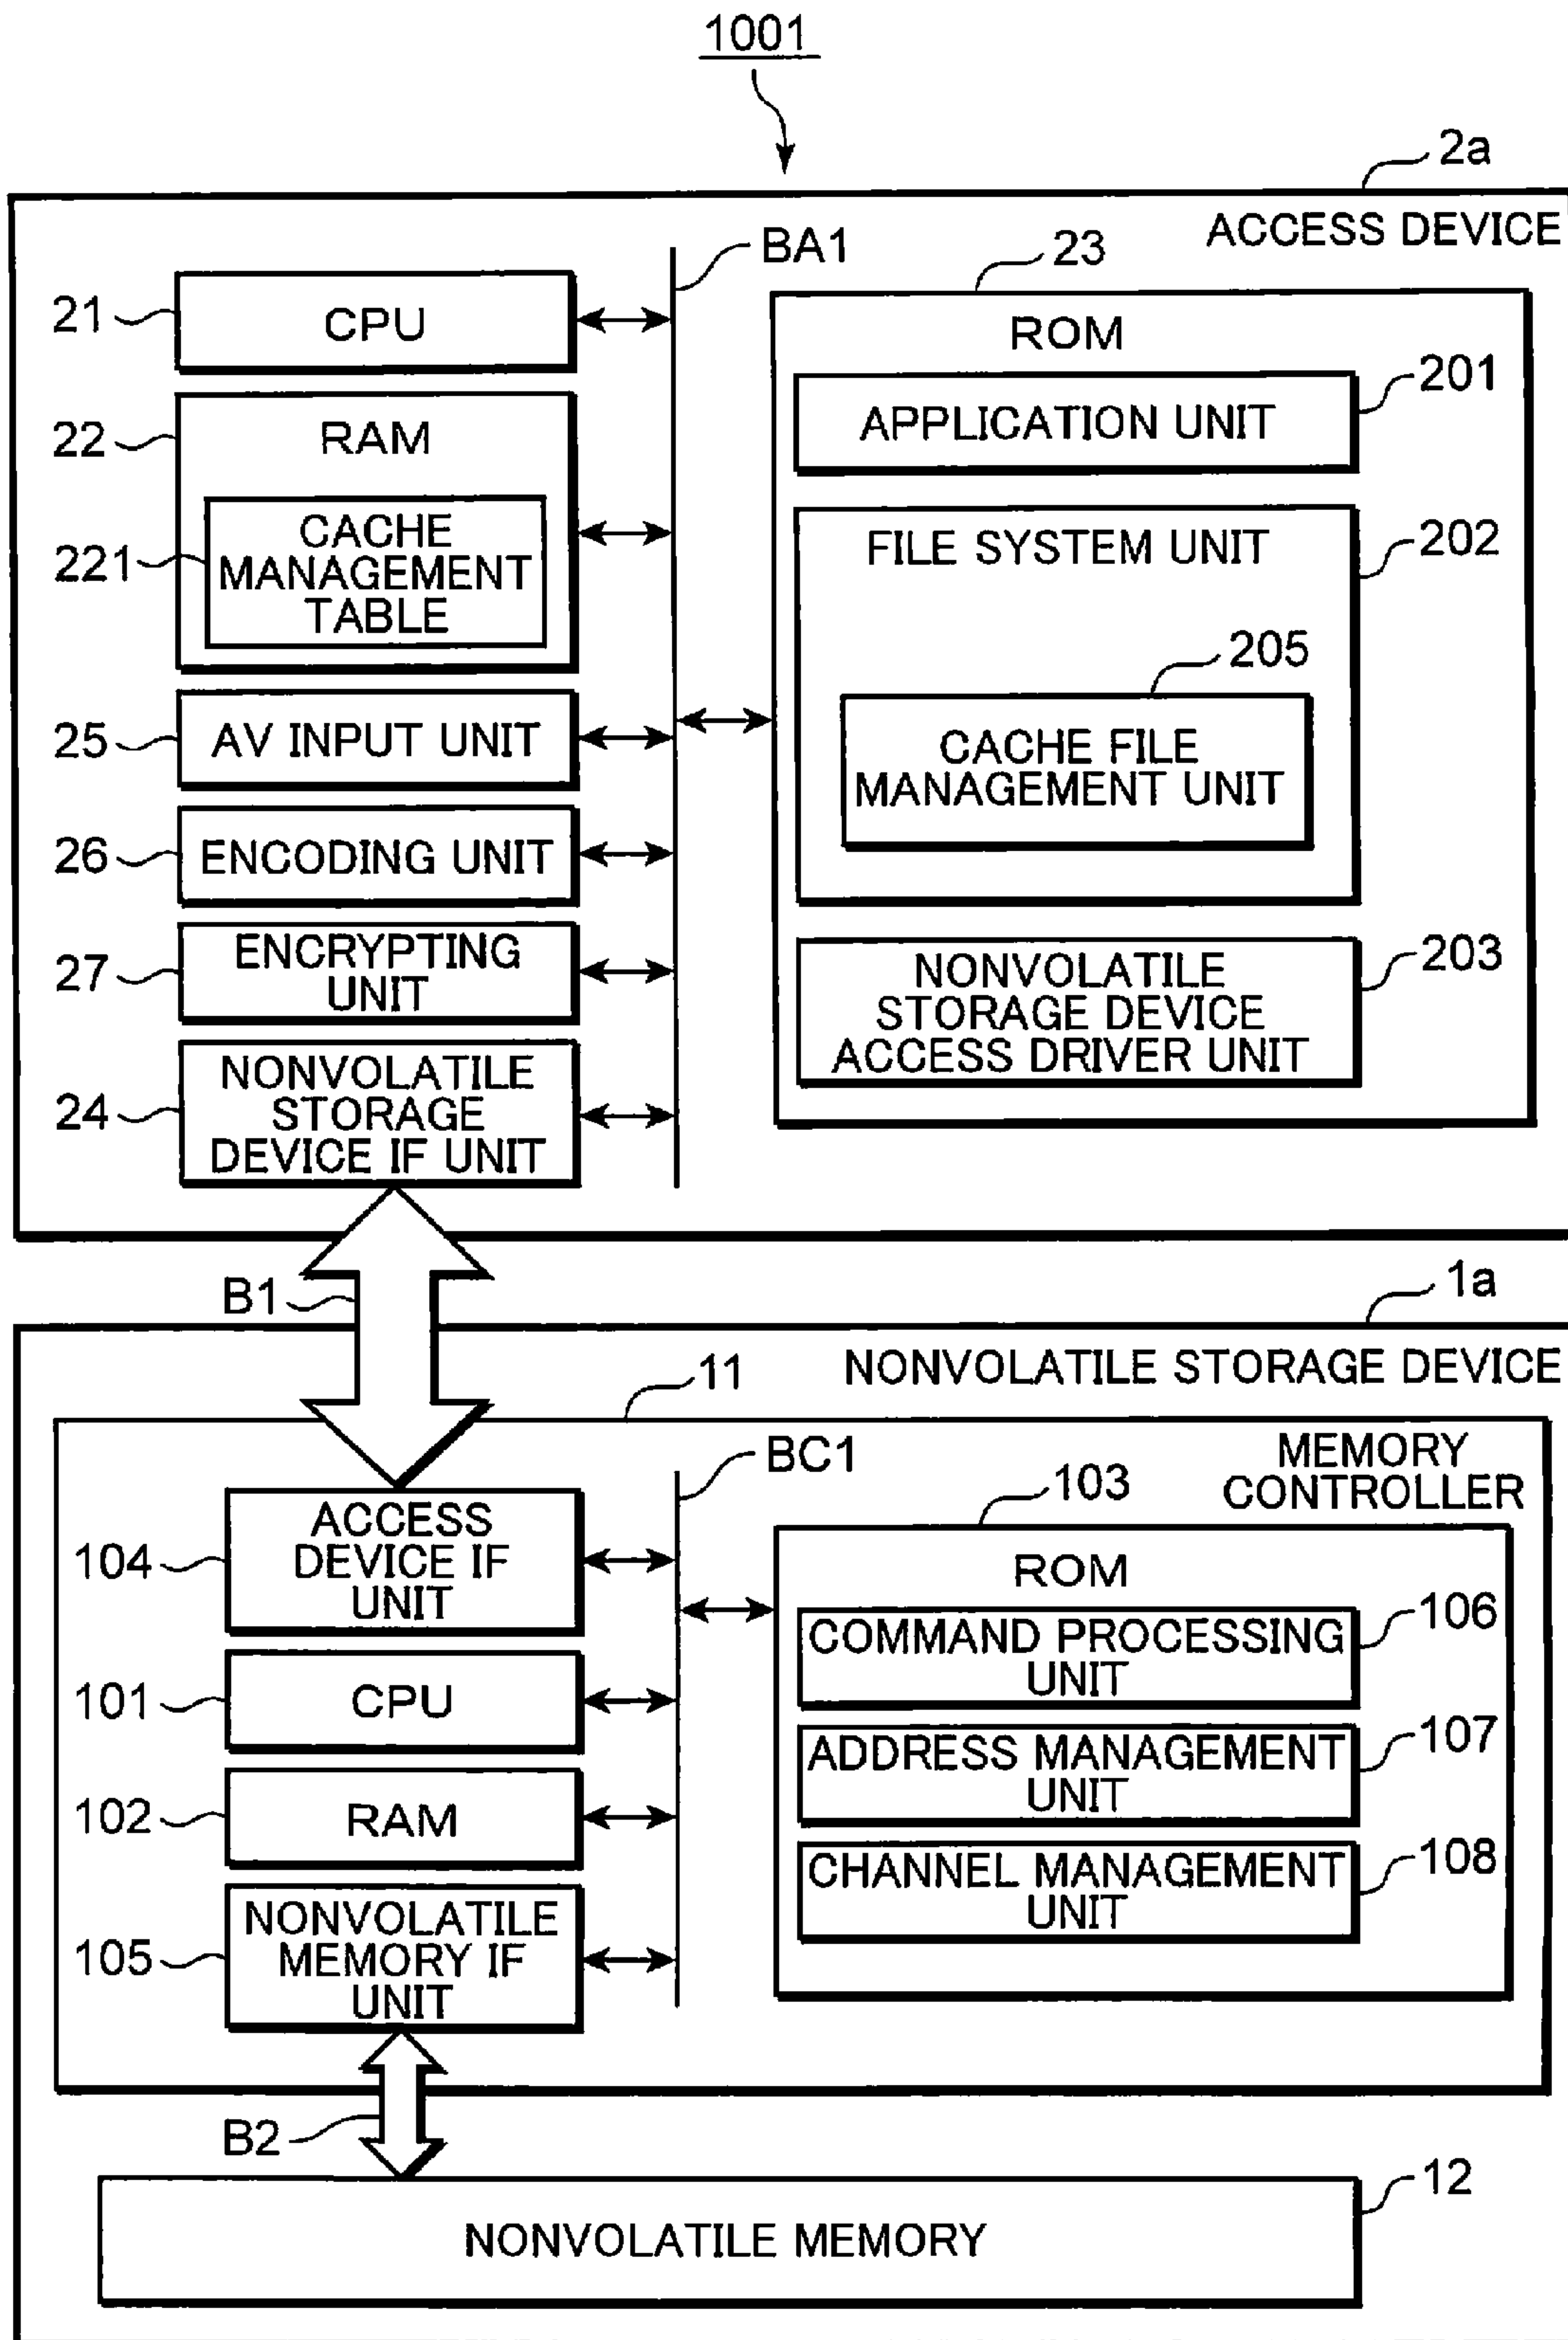 1001
2a
ACCESS DEVICE
BA1
23
21
CPU
ROM
201
APPLICATION UNIT
22
RAM
221
CACHE
MANAGEMENT
TABLE
202
FILE SYSTEM UNIT
205
CACHE FILE
MANAGEMENT UNIT
25
AV INPUT UNIT
26
ENCODING UNIT
27
ENCRYPTING
UNIT
203
NONVOLATILE
STORAGE DEVICE
ACCESS DRIVER UNIT
24
NONVOLATILE
STORAGE
DEVICE IF UNIT
B1
1a
NONVOLATILE STORAGE DEVICE
11
MEMORY
CONTROLLER
BC1
103
104
ACCESS
DEVICE IF
UNIT
ROM
106
COMMAND PROCESSING
UNIT
101
CPU
107
ADDRESS MANAGEMENT
UNIT
102
RAM
108
CHANNEL MANAGEMENT
UNIT
105
NONVOLATILE
MEMORY IF
UNIT
B2
12
NONVOLATILE MEMORY